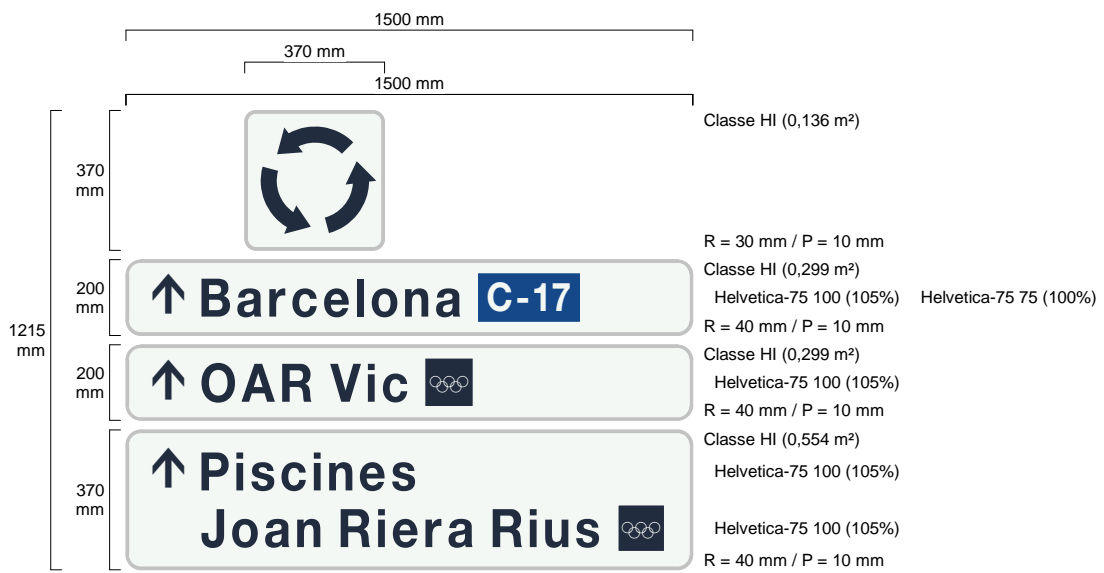 1500 mm
370 mm
1500 mm
Classe HI (0,136 m²)
370
mm
R = 30 mm / P = 10 mm
Classe HI (0,299 m²)
200
mm
Barcelona C-17
Helvetica-75 100 (105%) Helvetica-75 75 (100%)
R = 40 mm / P = 10 mm
1215
mm
Classe HI (0,299 m²)
200
mm
OAR Vic
Helvetica-75 100 (105%)
R = 40 mm / P = 10 mm
Classe HI (0,554 m²)
Piscines
Helvetica-75 100 (105%)
370
mm
Joan Riera Rius
Helvetica-75 100 (105%)
R = 40 mm / P = 10 mm